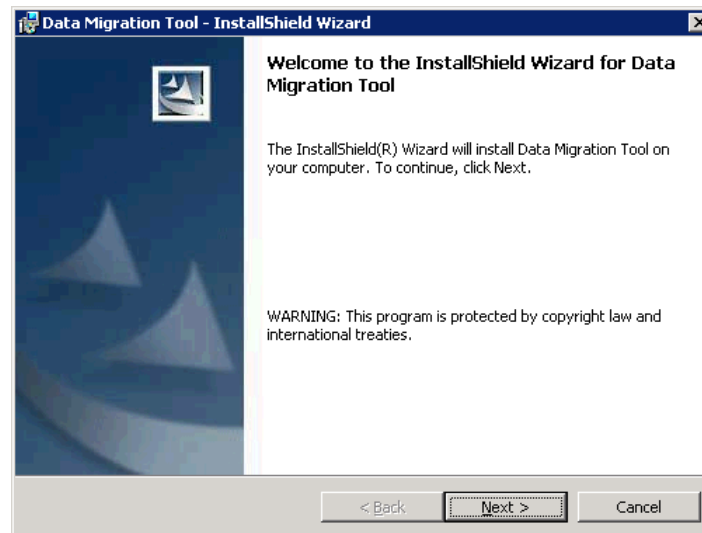 Data Migration Tool - InstallShield Wizard
Welcome to the InstallShield Wizard for Data
Migration Tool
The InstallShield(R) Wizard will install Data Migration Tool on
your computer. To continue, click Next.
WARNING: This program is protected by copyright law and
international treaties.
< Back
Next >
Cancel